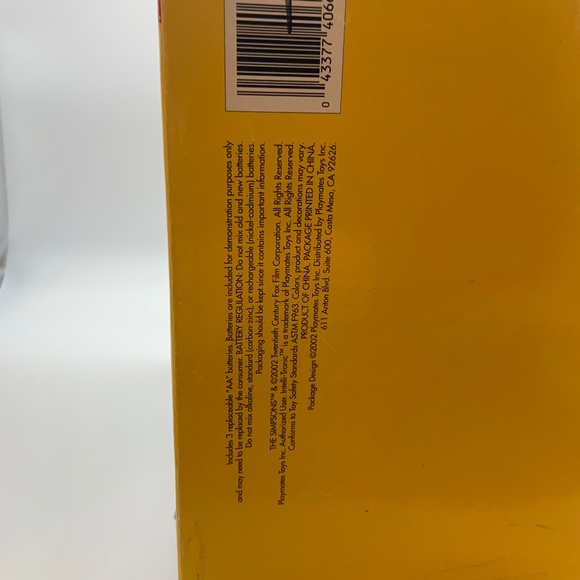 0 43377 406
Includes 3 replaceable "AA" batteries. Batteries are included for demonstration purposes only
and may need to be replaced by the consumer. BATTERY REGULATION: Do not mix old and new batteries.
Do not mix alkaline, standard (carbon-zinc), or rechargeable (nickel-cadmium) batteries.
Packaging should be kept since it contains important information.
THE SIMPSONS™ & ©2002 Twentieth Century Fox Film Corporation. All Rights Reserved.
Playmates Toys Inc. Authorized User. Intelli-Tronic™ is a trademark of Playmates Toys Inc. All Rights Reserved.
Conforms to Toy Safety Standards ASTM F963. Colors, product and decorations may vary.
PRODUCT OF CHINA. PACKAGE PRINTED IN CHINA.
Package Design ©2002 Playmates Toys Inc. Distributed by Playmates Toys Inc.
611 Anton Blvd. Suite 600, Costa Mesa, CA 92626.